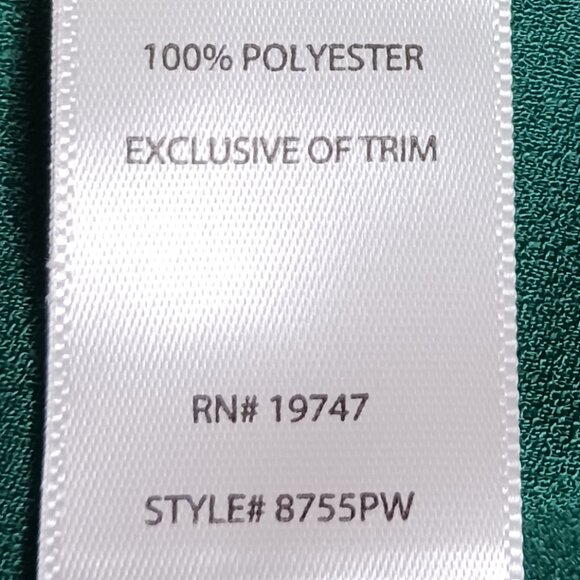 100% POLYESTER
EXCLUSIVE OF TRIM
RN# 19747
STYLE# 8755PW